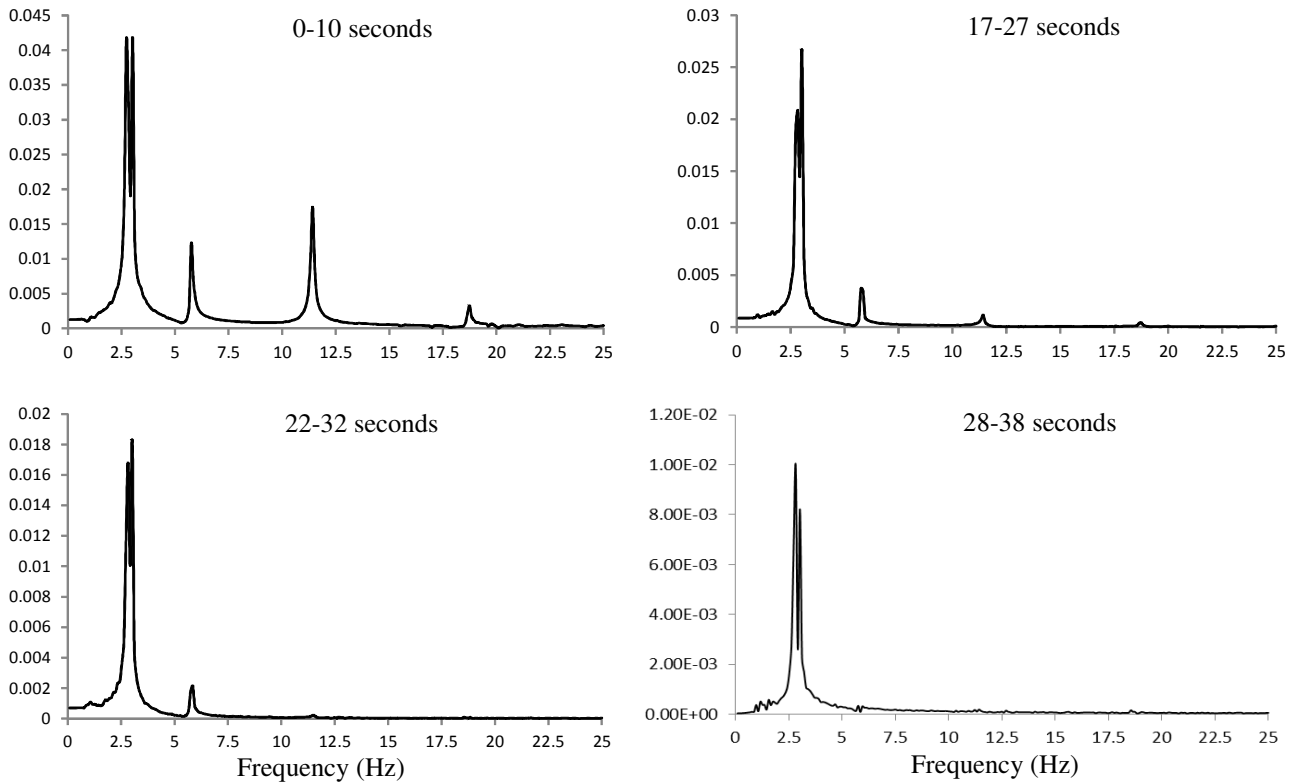 0-10 seconds
0.045
0.04
0.035
0.03
0.025
0.02
0.015
0.01
0.005
0
0 2.5 5 7.5 10 12.5 15 17.5 20 22.5 25
17-27 seconds
0.03
0.025
0.02
0.015
0.01
0.005
0
0 2.5 5 7.5 10 12.5 15 17.5 20 22.5 25
22-32 seconds
0.02
0.018
0.016
0.014
0.012
0.01
0.008
0.006
0.004
0.002
0
0 2.5 5 7.5 10 12.5 15 17.5 20 22.5 25
Frequency (Hz)
28-38 seconds
1.20E-02
1.00E-02
8.00E-03
6.00E-03
4.00E-03
2.00E-03
0.00E+00
0 2.5 5 7.5 10 12.5 15 17.5 20 22.5 25
Frequency (Hz)